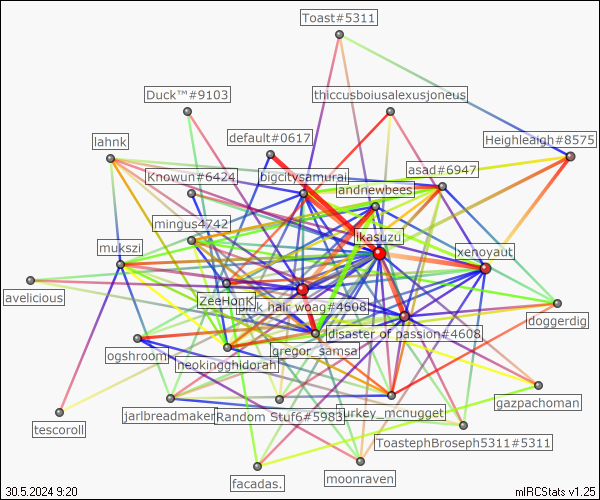 Toast#5311
Duck™#9103
thiccusboiusalexusjoneus
default#0617
Heighleaigh#8575
lahnk
asad#6947
Knowun#6424
bigcitysamurai
andnewbees
mingus4742
ikasuzu
mukszi
xenoyaut
avelicious
ZeeHonK
pink hair woag#4608
doggerdig
disaster of passion#4608
gregor_samsa
ogshroom
neokingghidorah
gazpachoman
jarlbreadmaker
Random Stuf6#5983
turkey_mcnugget
tescoroll
ToastephBroseph5311#5311
facadas.
moonraven
30.5.2024 9:20
mIRCStats v1.25